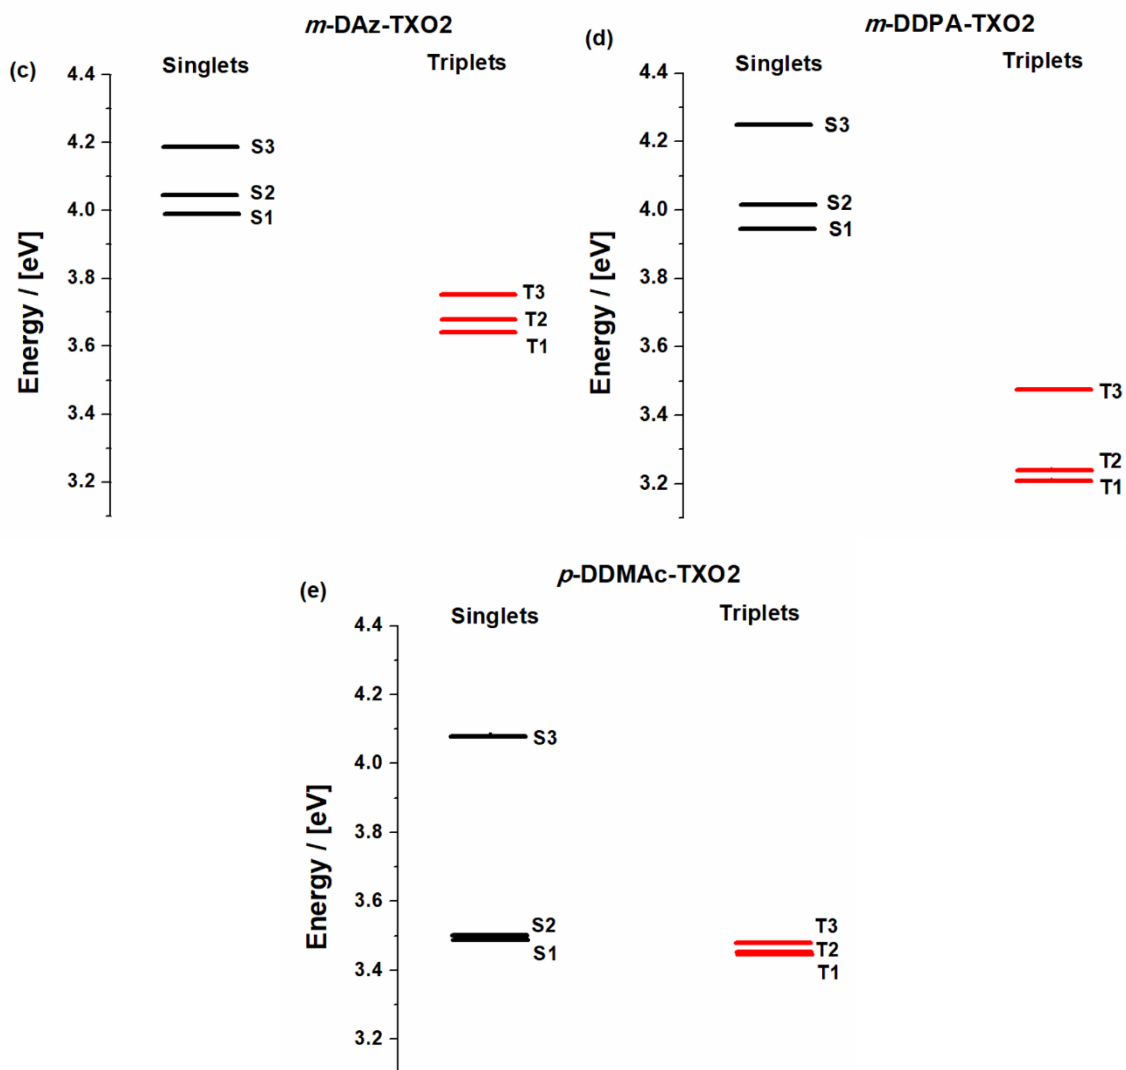 m-DAz-TXO2
(c)
Singlets
Triplets
4.4
4.2
4.0
3.8
3.6
3.4
3.2
Energy / [eV]
S3
S2
S1
T3
T2
T1
m-DDPA-TXO2
(d)
Singlets
Triplets
4.4
4.2
4.0
3.8
3.6
3.4
3.2
Energy / [eV]
S3
S2
S1
T3
T2
T1
p-DDMAc-TXO2
(e)
Singlets
Triplets
4.4
4.2
4.0
3.8
3.6
3.4
3.2
Energy / [eV]
S3
S2
S1
T3
T2
T1